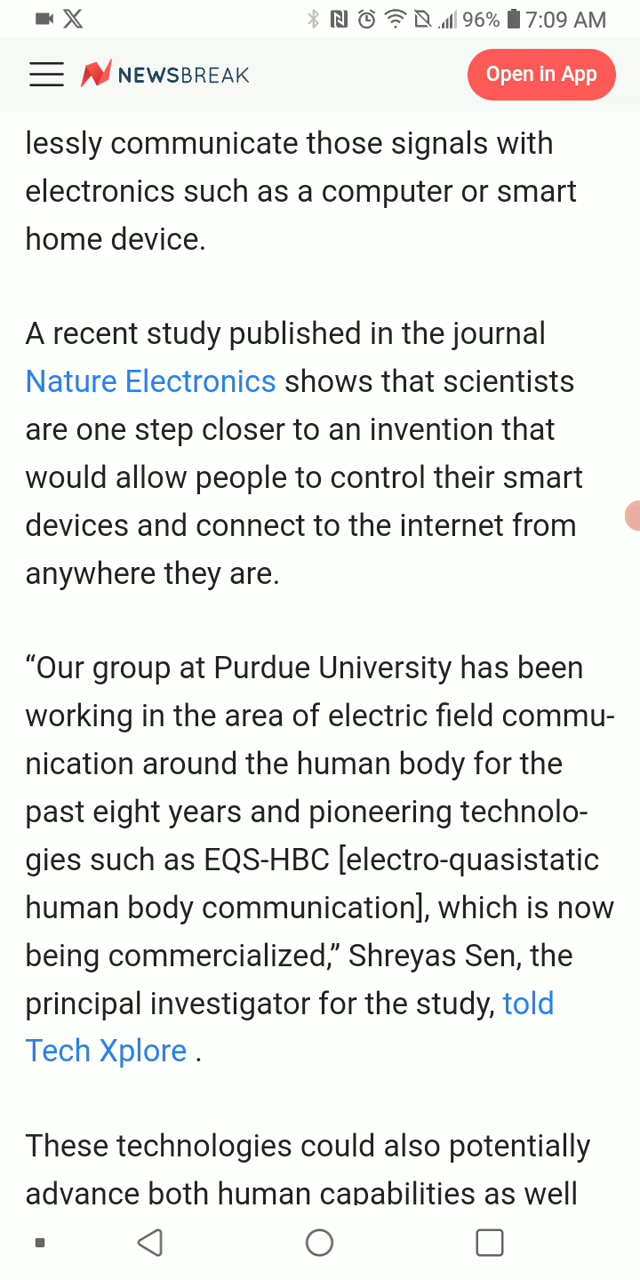 96% 7:09 AM
NEWSBREAK
Open in App
lessly communicate those signals with
electronics such as a computer or smart
home device.
A recent study published in the journal
Nature Electronics shows that scientists
are one step closer to an invention that
would allow people to control their smart
devices and connect to the internet from
anywhere they are.
“Our group at Purdue University has been
working in the area of electric field commu-
nication around the human body for the
past eight years and pioneering technolo-
gies such as EQS-HBC [electro-quasistatic
human body communication], which is now
being commercialized,” Shreyas Sen, the
principal investigator for the study, told
Tech Xplore .
These technologies could also potentially
advance both human capabilities as well